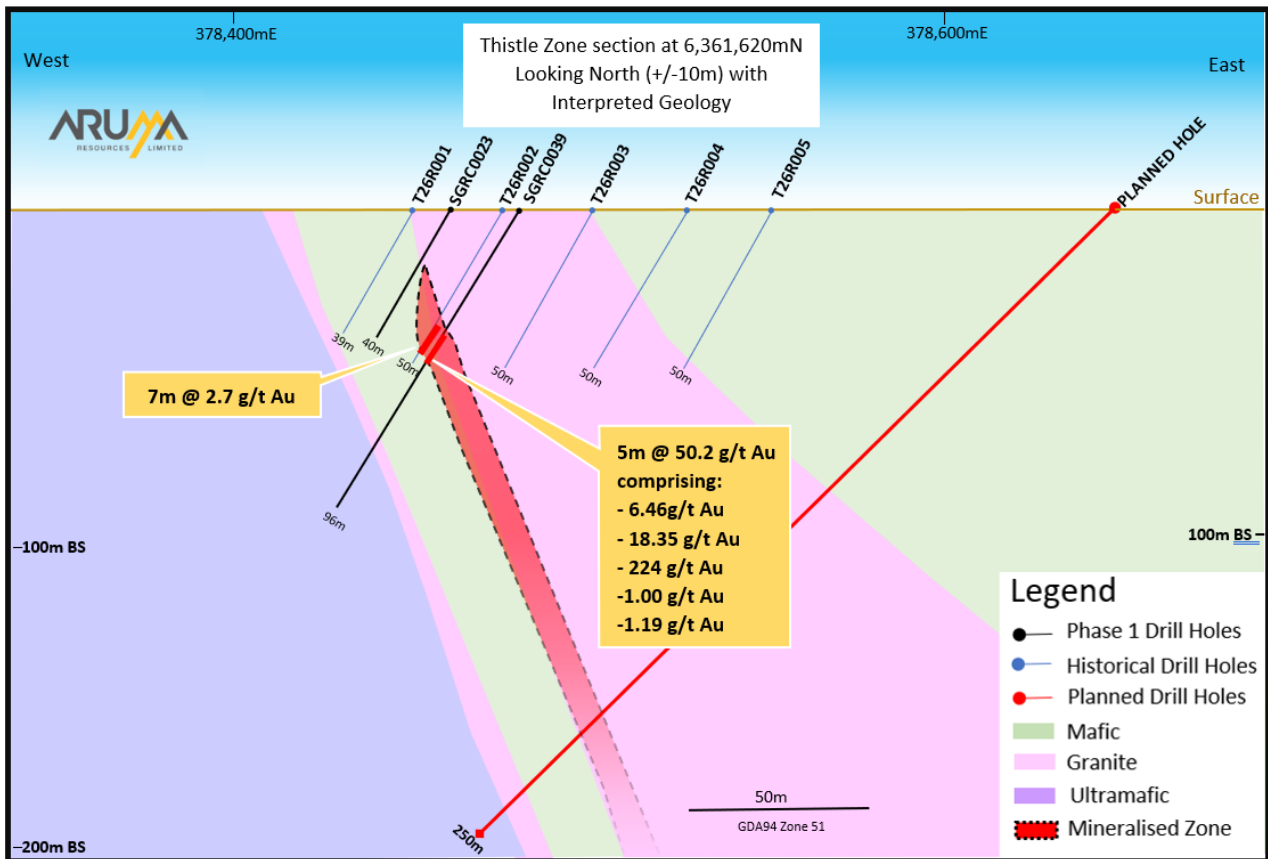 378,400mE
378,600mE
Thistle Zone section at 6,361,620mN
Looking North (+/-10m) with
Interpreted Geology
West
East
ARUMA
RESOURCES LIMITED
T26R001
SGRC0023
T26R002
SGRC0039
T26R003
T26R004
T26R005
PLANNED HOLE
Surface
39m
40m
50m
50m
50m
50m
7m @ 2.7 g/t Au
5m @ 50.2 g/t Au
comprising:
- 6.46g/t Au
- 18.35 g/t Au
- 224 g/t Au
-1.00 g/t Au
-1.19 g/t Au
96m
-100m BS
100m BS
Legend
Phase 1 Drill Holes
Historical Drill Holes
Planned Drill Holes
Mafic
Granite
Ultramafic
Mineralised Zone
50m
GDA94 Zone 51
250m
-200m BS